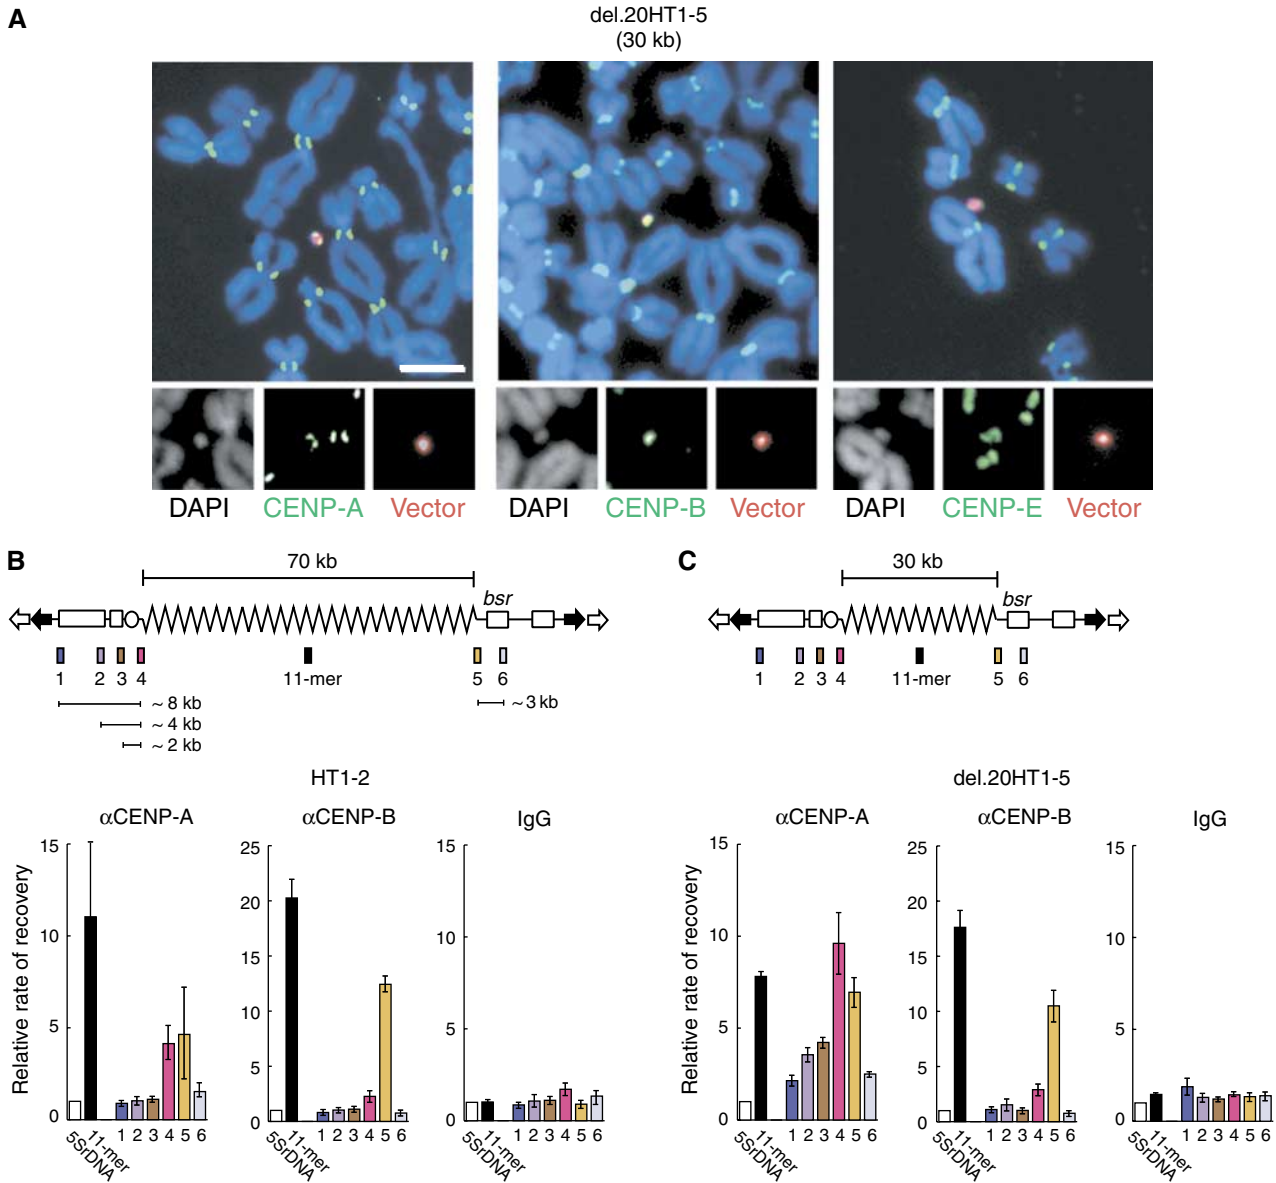 A
del.20HT1-5
(30 kb)
DAPI CENP-A Vector DAPI CENP-B Vector DAPI CENP-E Vector
B
70 kb
bsr
1 2 3 4 11-mer 5 6
~ 8 kb
~ 3 kb
~ 4 kb
~ 2 kb
C
30 kb
bsr
1 2 3 4 11-mer 5 6
HT1-2
αCENP-A αCENP-B IgG
Relative rate of recovery
15 10 5 0
5SrDNA 11-mer 1 2 3 4 5 6
25 20 15 10 5 0
5SrDNA 11-mer 1 2 3 4 5 6
15 10 5 0
5SrDNA 11-mer 1 2 3 4 5 6
del.20HT1-5
αCENP-A αCENP-B IgG
Relative rate of recovery
15 10 5 0
5SrDNA 11-mer 1 2 3 4 5 6
25 20 15 10 5 0
5SrDNA 11-mer 1 2 3 4 5 6
15 10 5 0
5SrDNA 11-mer 1 2 3 4 5 6